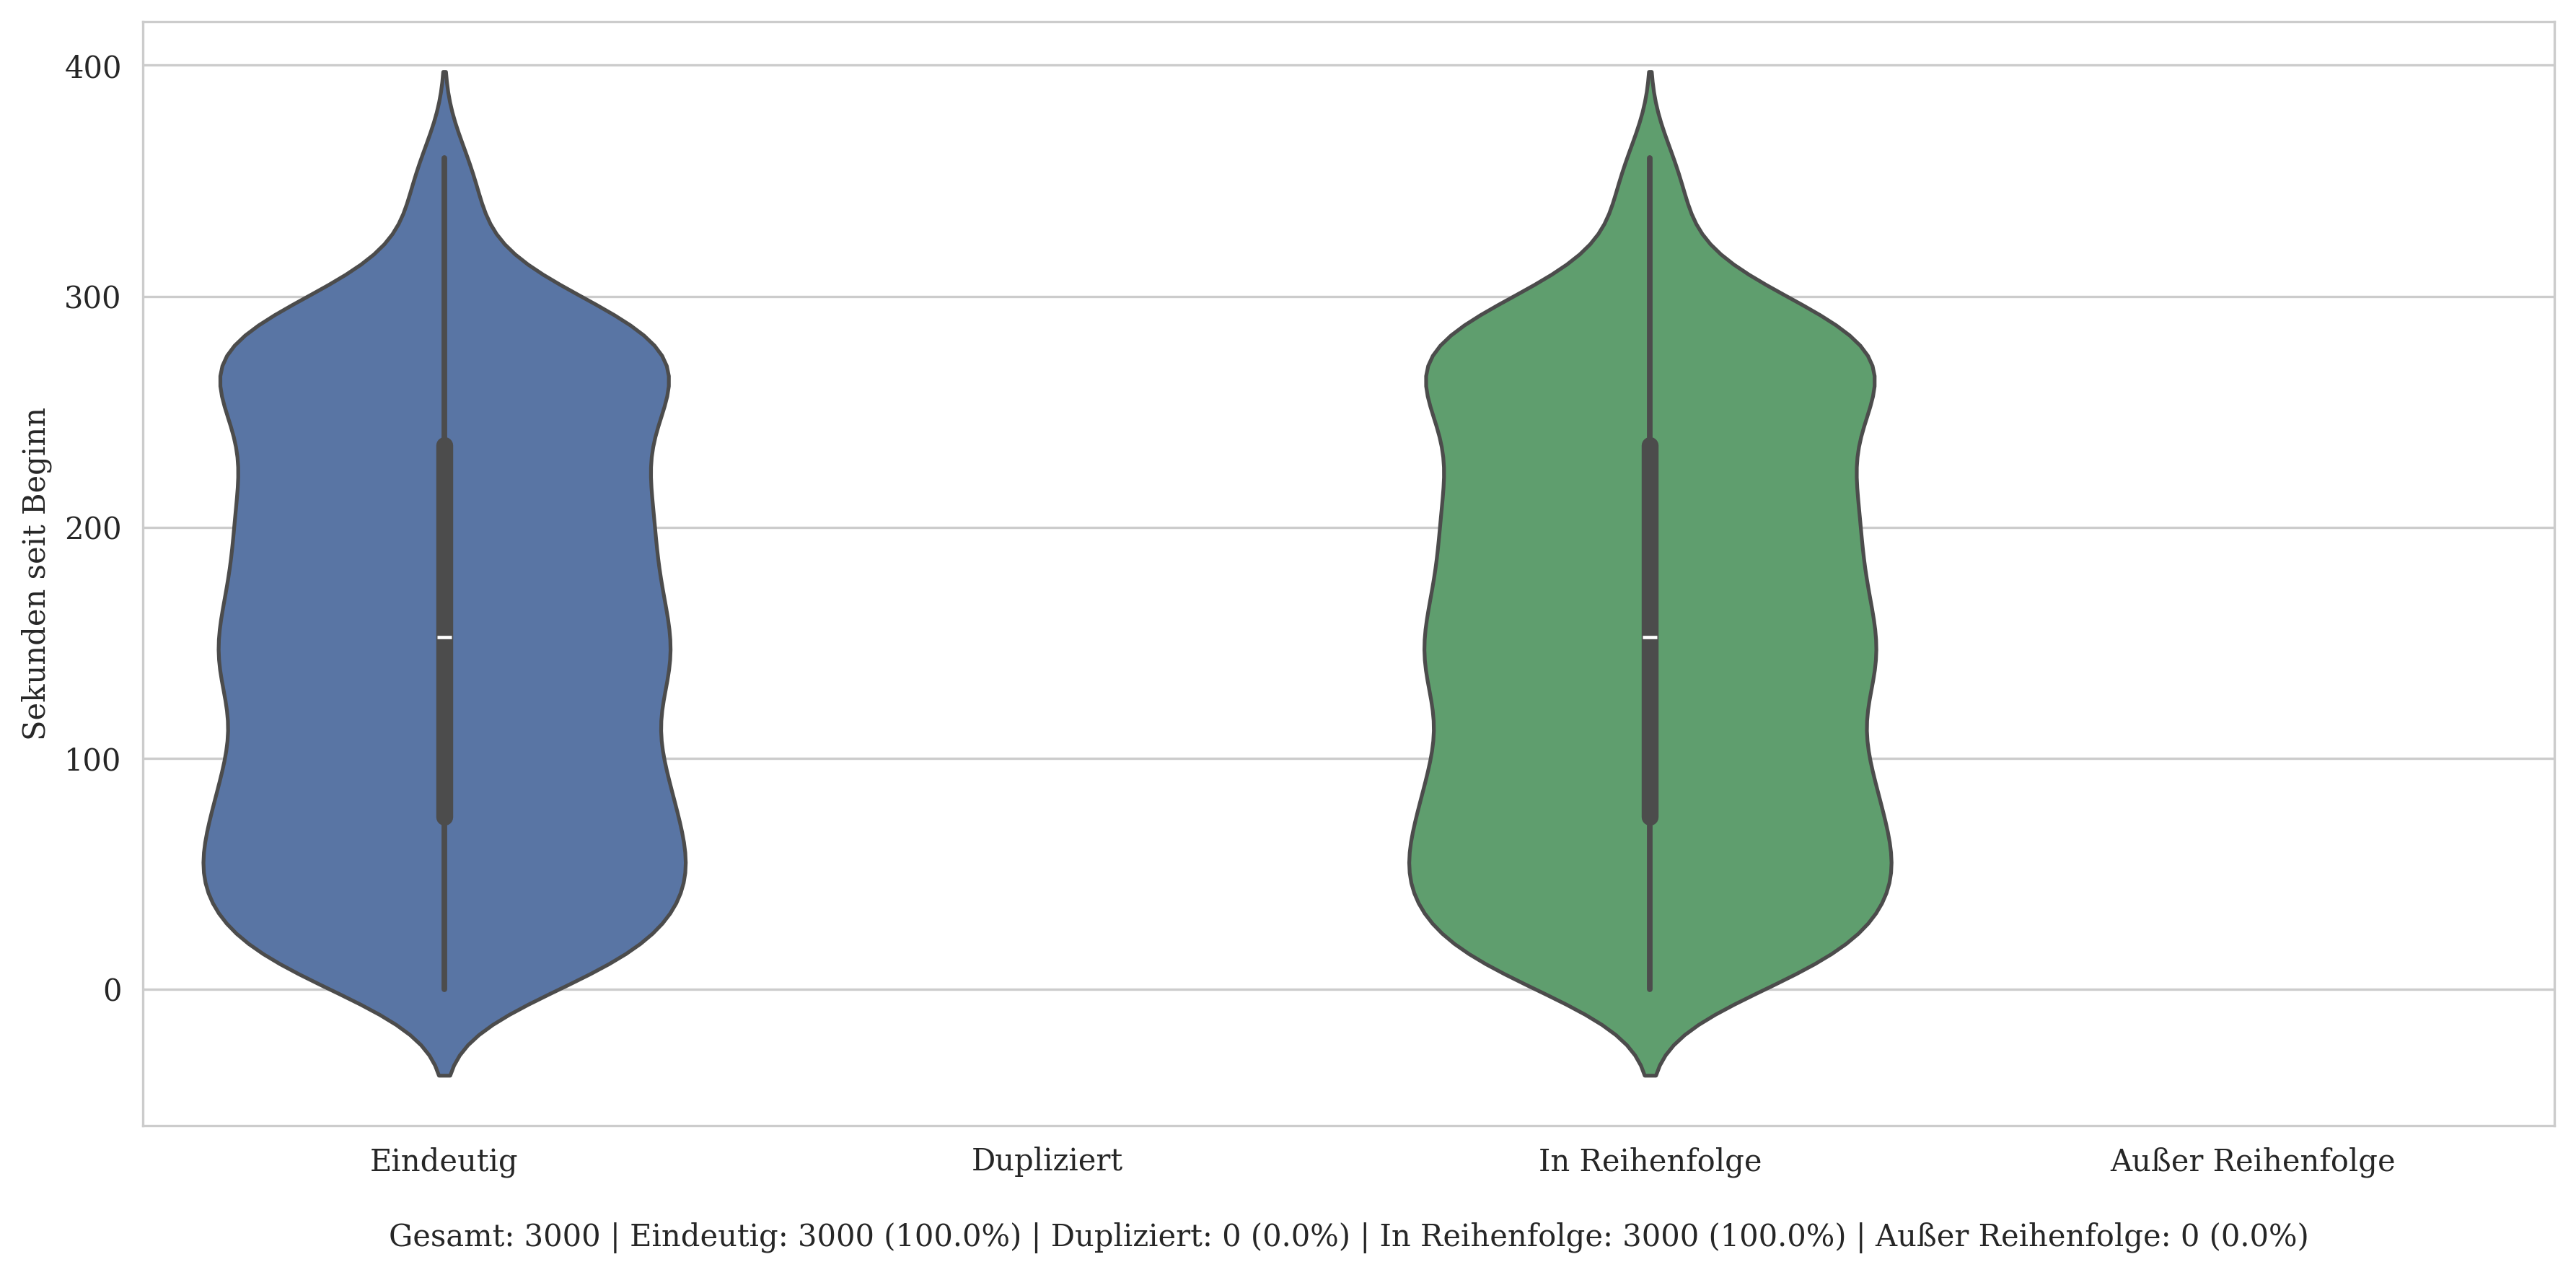 400
300
200
100
0
Sekunden seit Beginn
Eindeutig
Dupliziert
In Reihenfolge
Außer Reihenfolge
Gesamt: 3000 | Eindeutig: 3000 (100.0%) | Dupliziert: 0 (0.0%) | In Reihenfolge: 3000 (100.0%) | Außer Reihenfolge: 0 (0.0%)